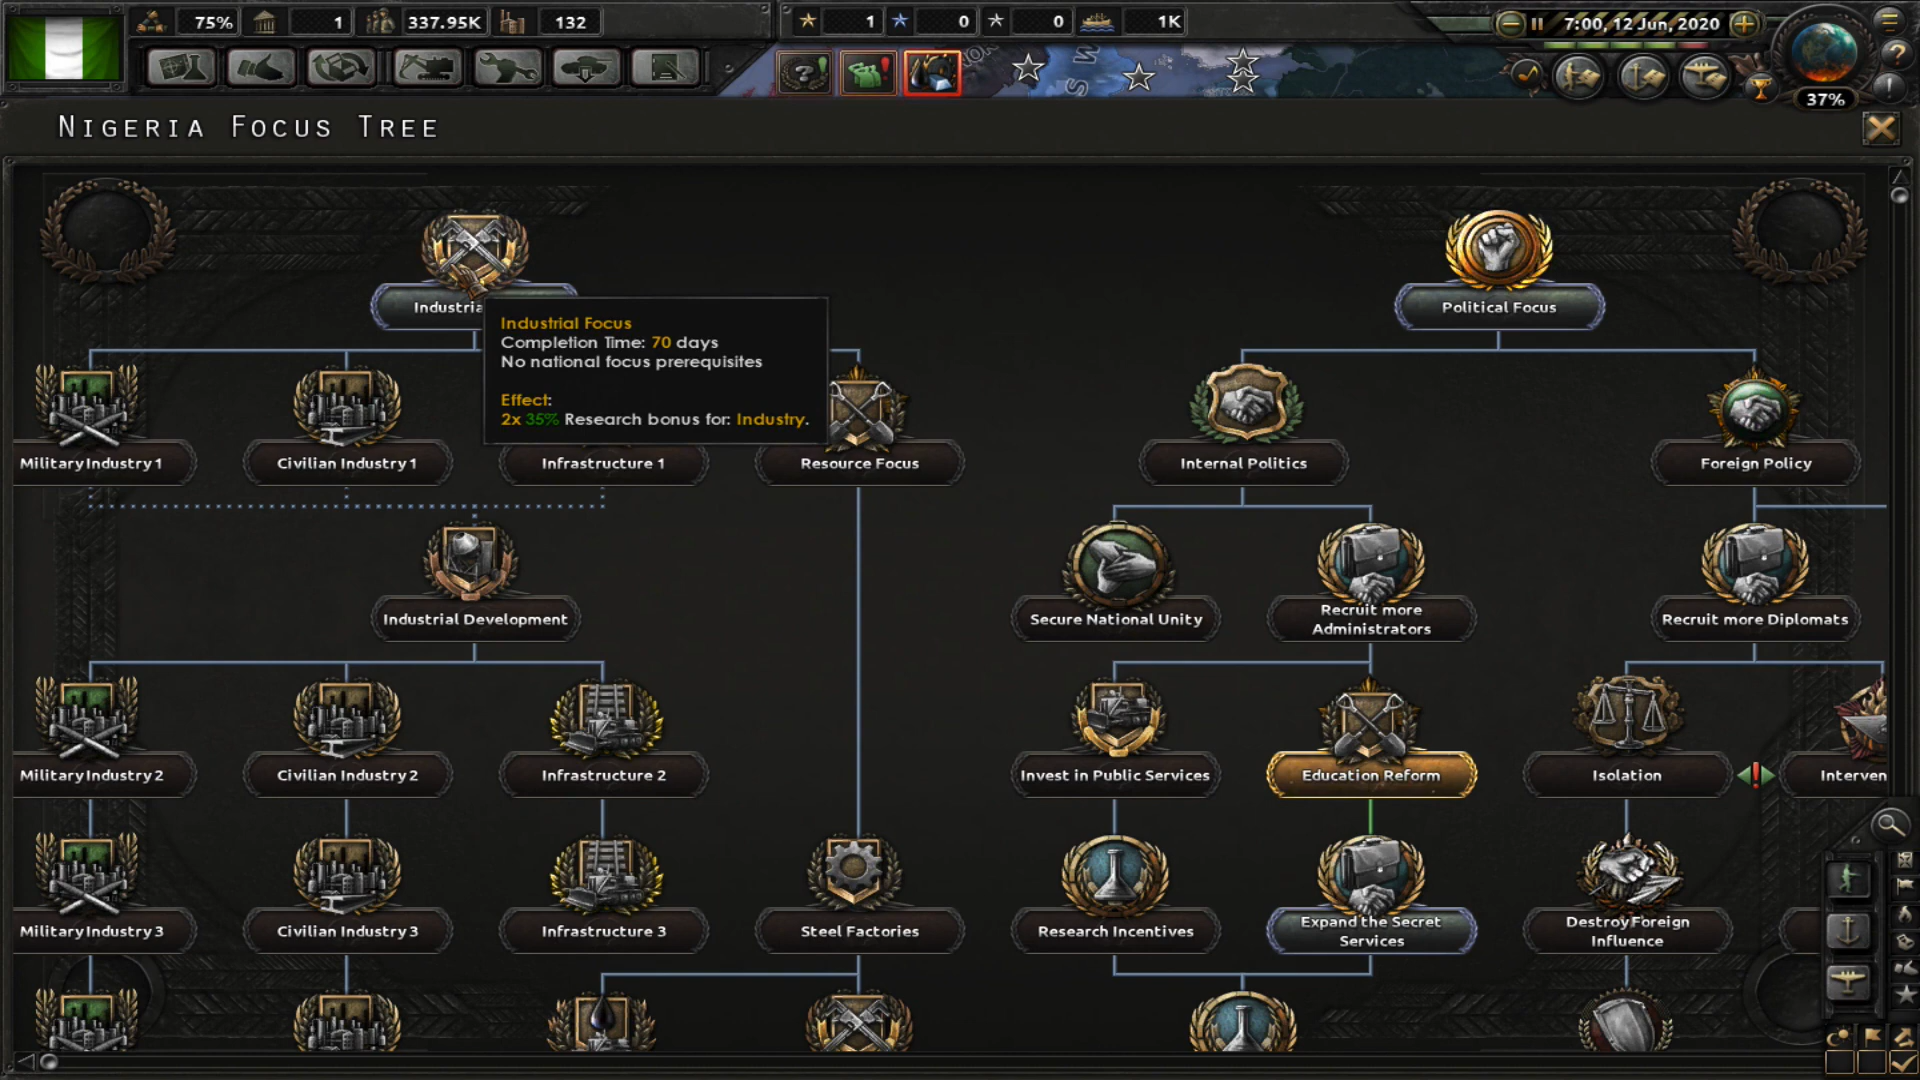 75%
1
337.95K
132
1
0
0
1K
7:00, 12 Jun, 2020
37%
Nigeria Focus Tree
Industria
Political Focus
Industrial Focus
Completion Time: 70 days
No national focus prerequisites
Effect:
2x 35% Research bonus for: Industry.
Military Industry 1
Civilian Industry 1
Infrastructure 1
Resource Focus
Internal Politics
Foreign Policy
Industrial Development
Secure National Unity
Recruit more
Administrators
Recruit more Diplomats
Military Industry 2
Civilian Industry 2
Infrastructure 2
Invest in Public Services
Education Reform
Isolation
Interven
Military Industry 3
Civilian Industry 3
Infrastructure 3
Steel Factories
Research Incentives
Expand the Secret
Services
Destroy Foreign
Influence